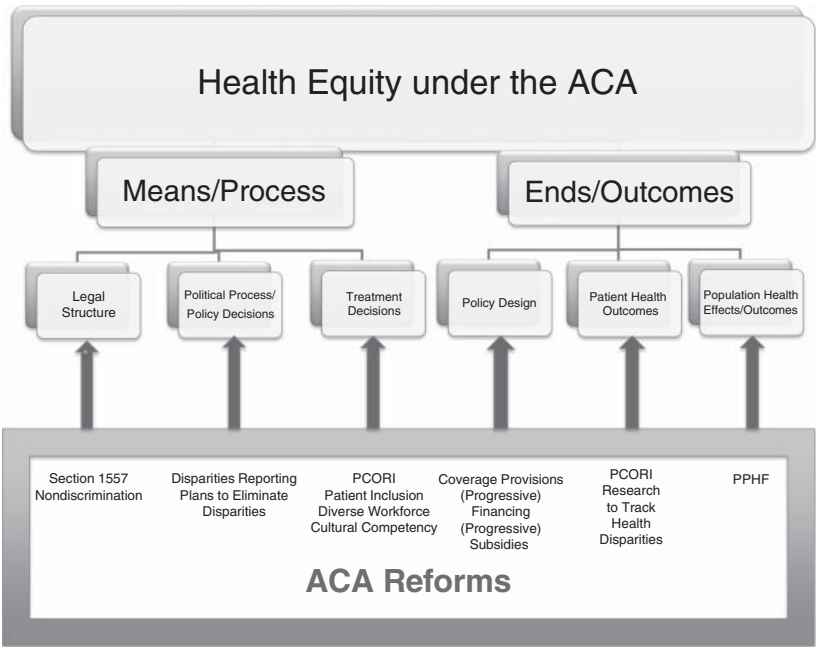 Health Equity under the ACA
Means/Process
Ends/Outcomes
Legal
Structure
Political Process/
Policy Decisions
Treatment
Decisions
Policy Design
Patient Health
Outcomes
Population Health
Effects/Outcomes
Section 1557
Nondiscrimination
Disparities Reporting
Plans to Eliminate
Disparities
PCORI
Patient Inclusion
Diverse Workforce
Cultural Competency
Coverage Provisions
(Progressive)
Financing
(Progressive)
Subsidies
PCORI
Research
to Track
Health
Disparities
PPHF
ACA Reforms